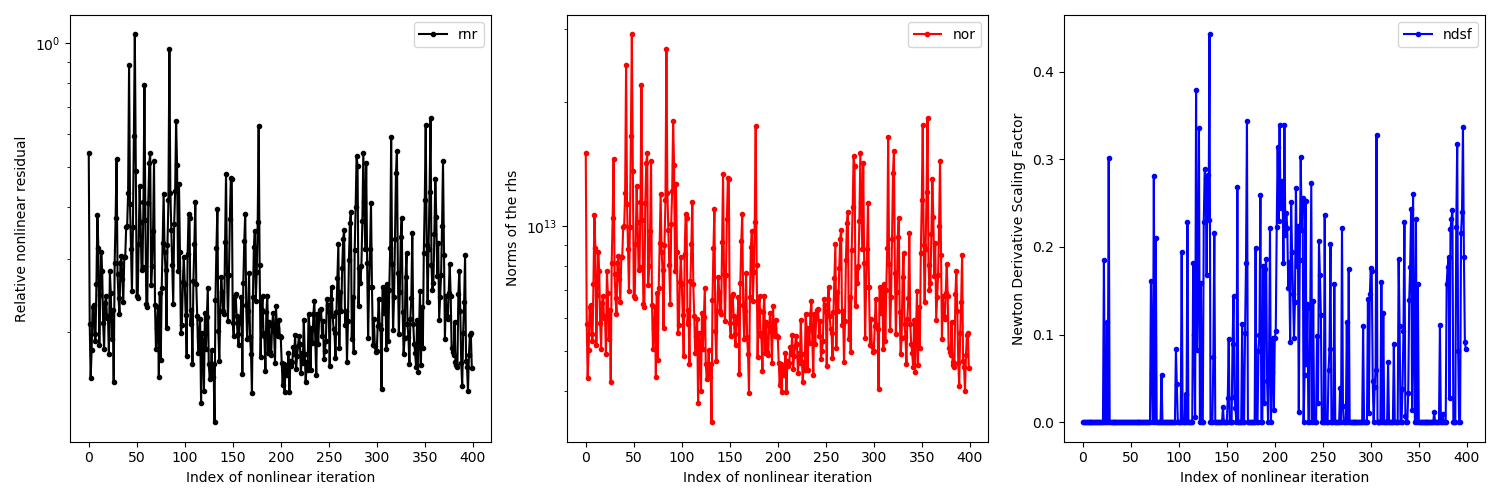 Relative nonlinear residual
10^0
rnr
0 50 100 150 200 250 300 350 400
Index of nonlinear iteration
Norms of the rhs
10^13
nor
0 50 100 150 200 250 300 350 400
Index of nonlinear iteration
Newton Derivative Scaling Factor
0.4
0.3
0.2
0.1
0.0
ndsf
0 50 100 150 200 250 300 350 400
Index of nonlinear iteration